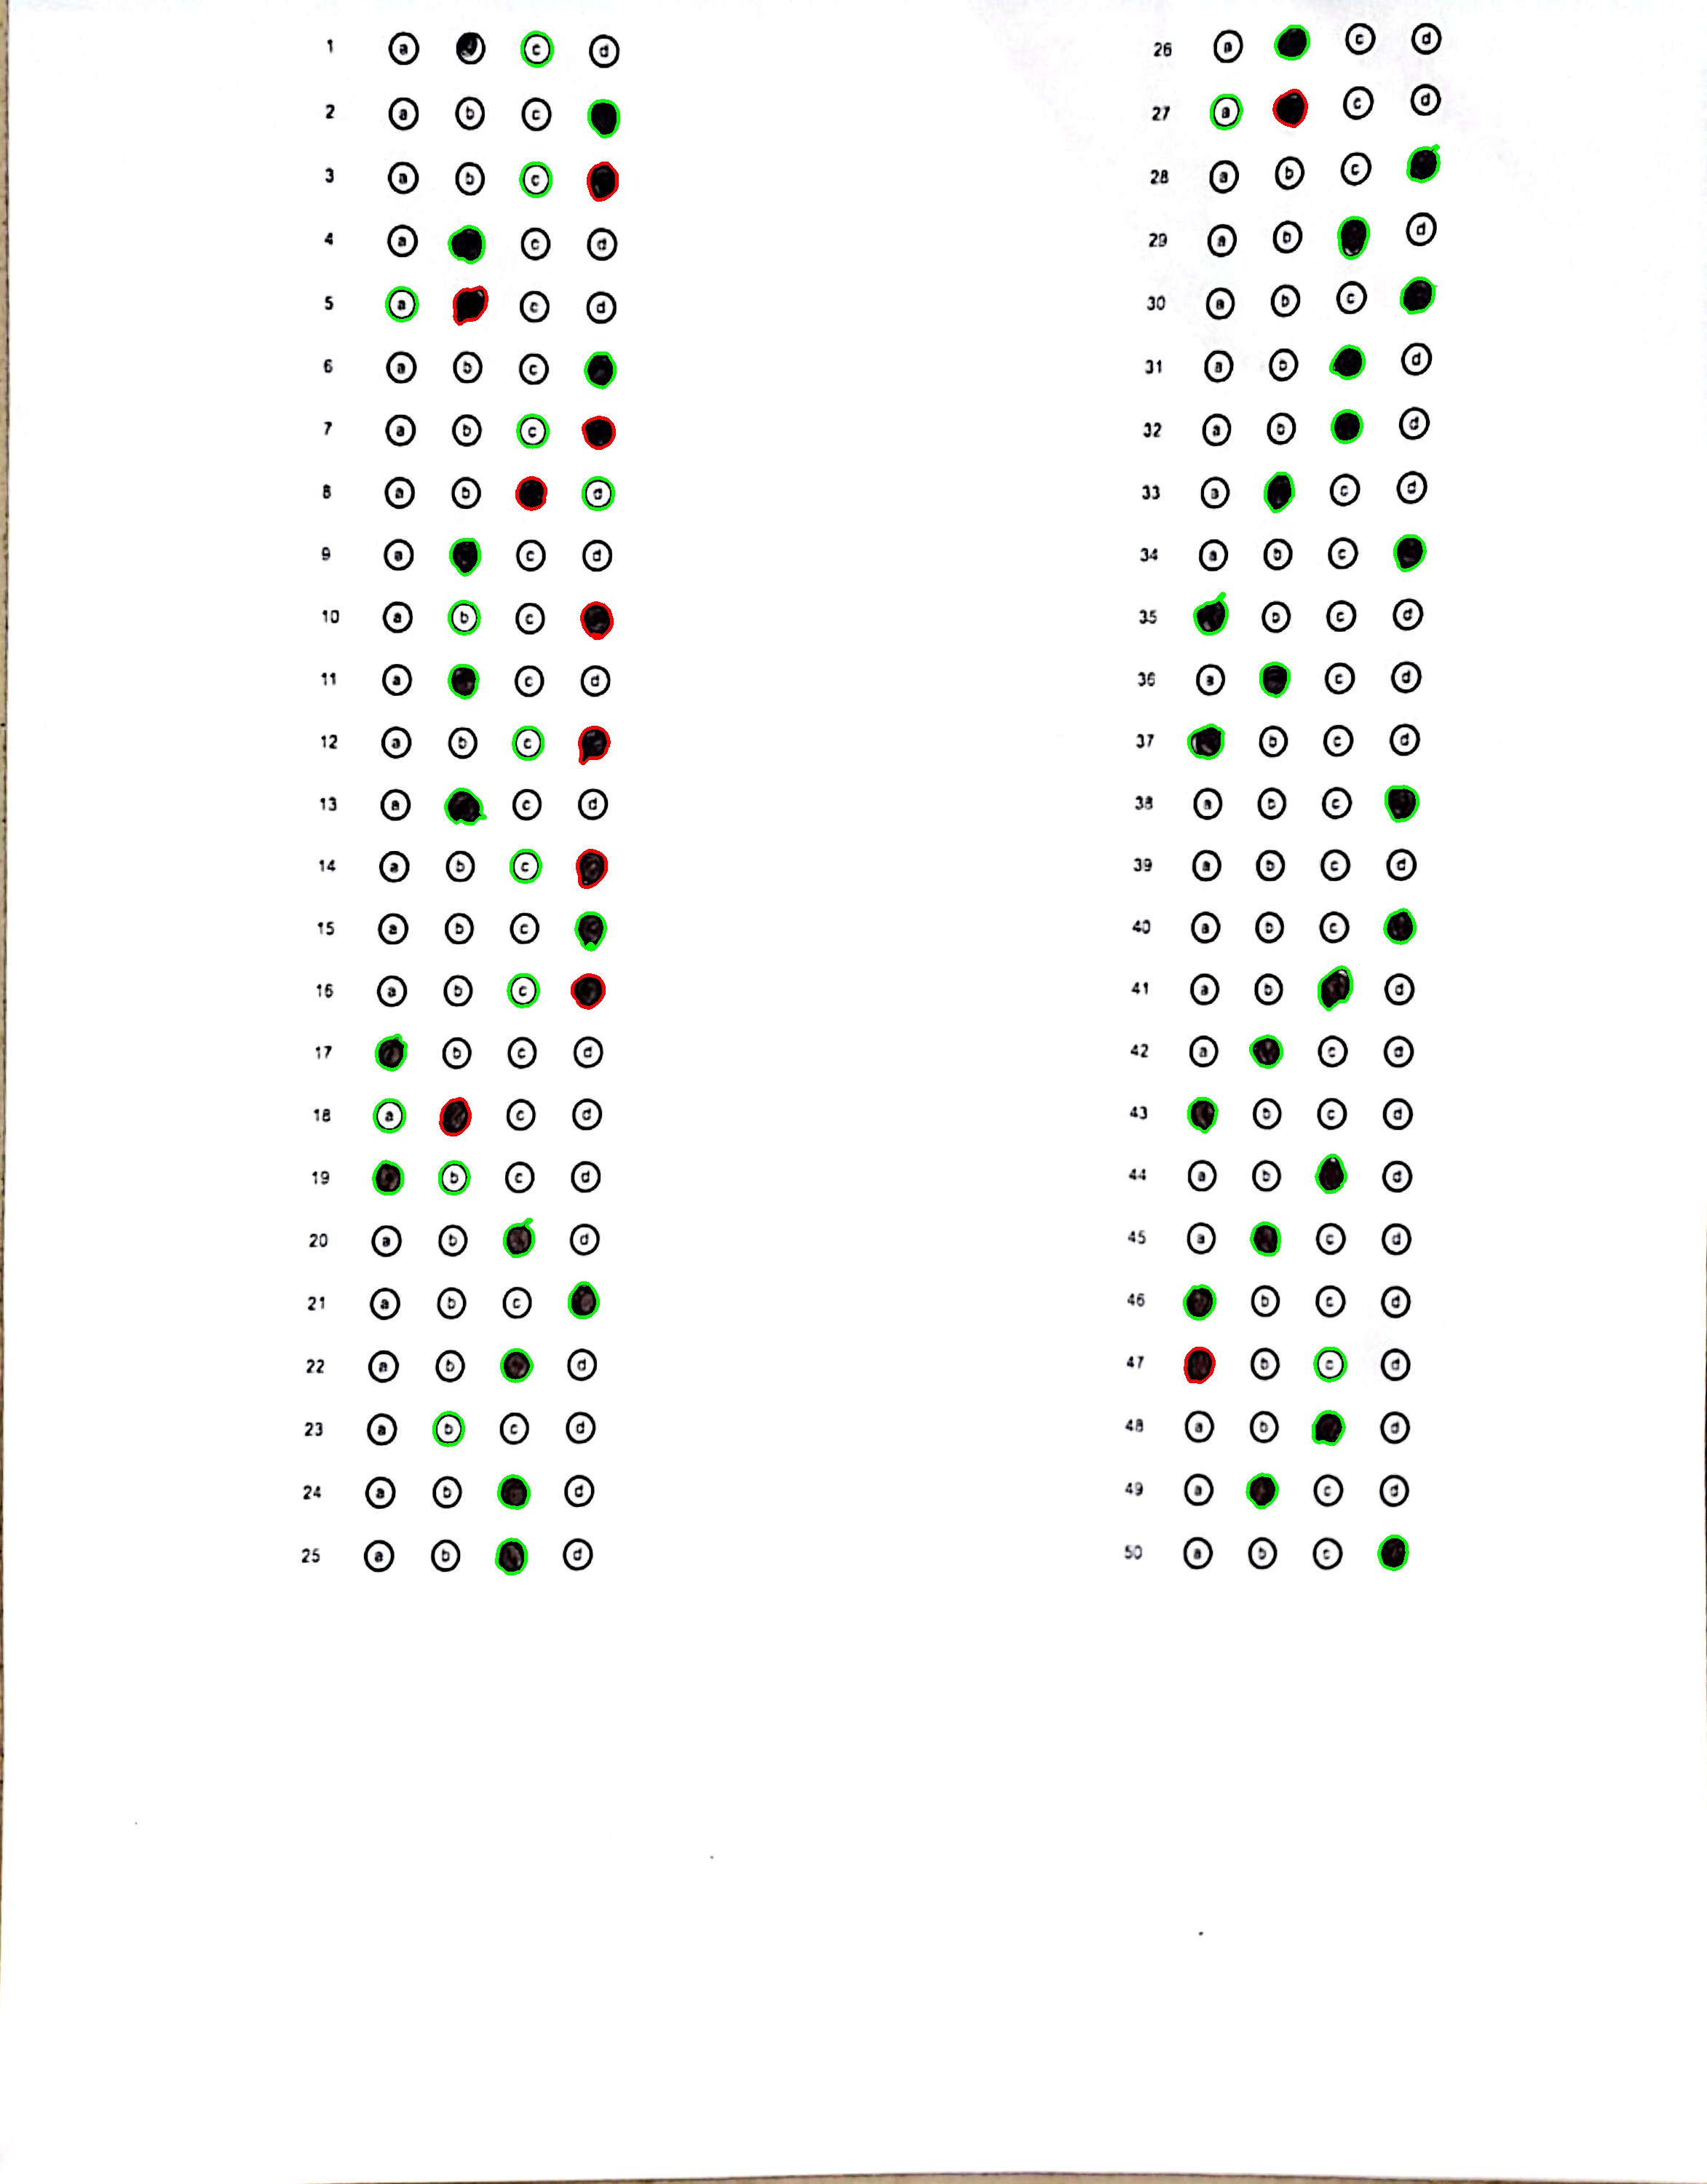 1 a c d
2 a b c
3 a b c
4 a c d
5 a c d
6 a b c
7 a b c
8 a b d
9 a c d
10 a b c
11 a c d
12 a b c
13 a c d
14 a b c
15 a b c
16 a b c
17 b c d
18 a c d
19 b c d
20 a b d
21 a b c
22 a b d
23 a b c d
24 a b d
25 a b d
26 a c d
27 a c d
28 a b c
29 a b d
30 a b c
31 a b d
32 a b d
33 a c d
34 a b c
35 b c d
36 a c d
37 b c d
38 a b c
39 a b c d
40 a b c
41 a b d
42 a c d
43 b c d
44 a b d
45 a c d
46 b c d
47 b c d
48 a b d
49 a c d
50 a b c